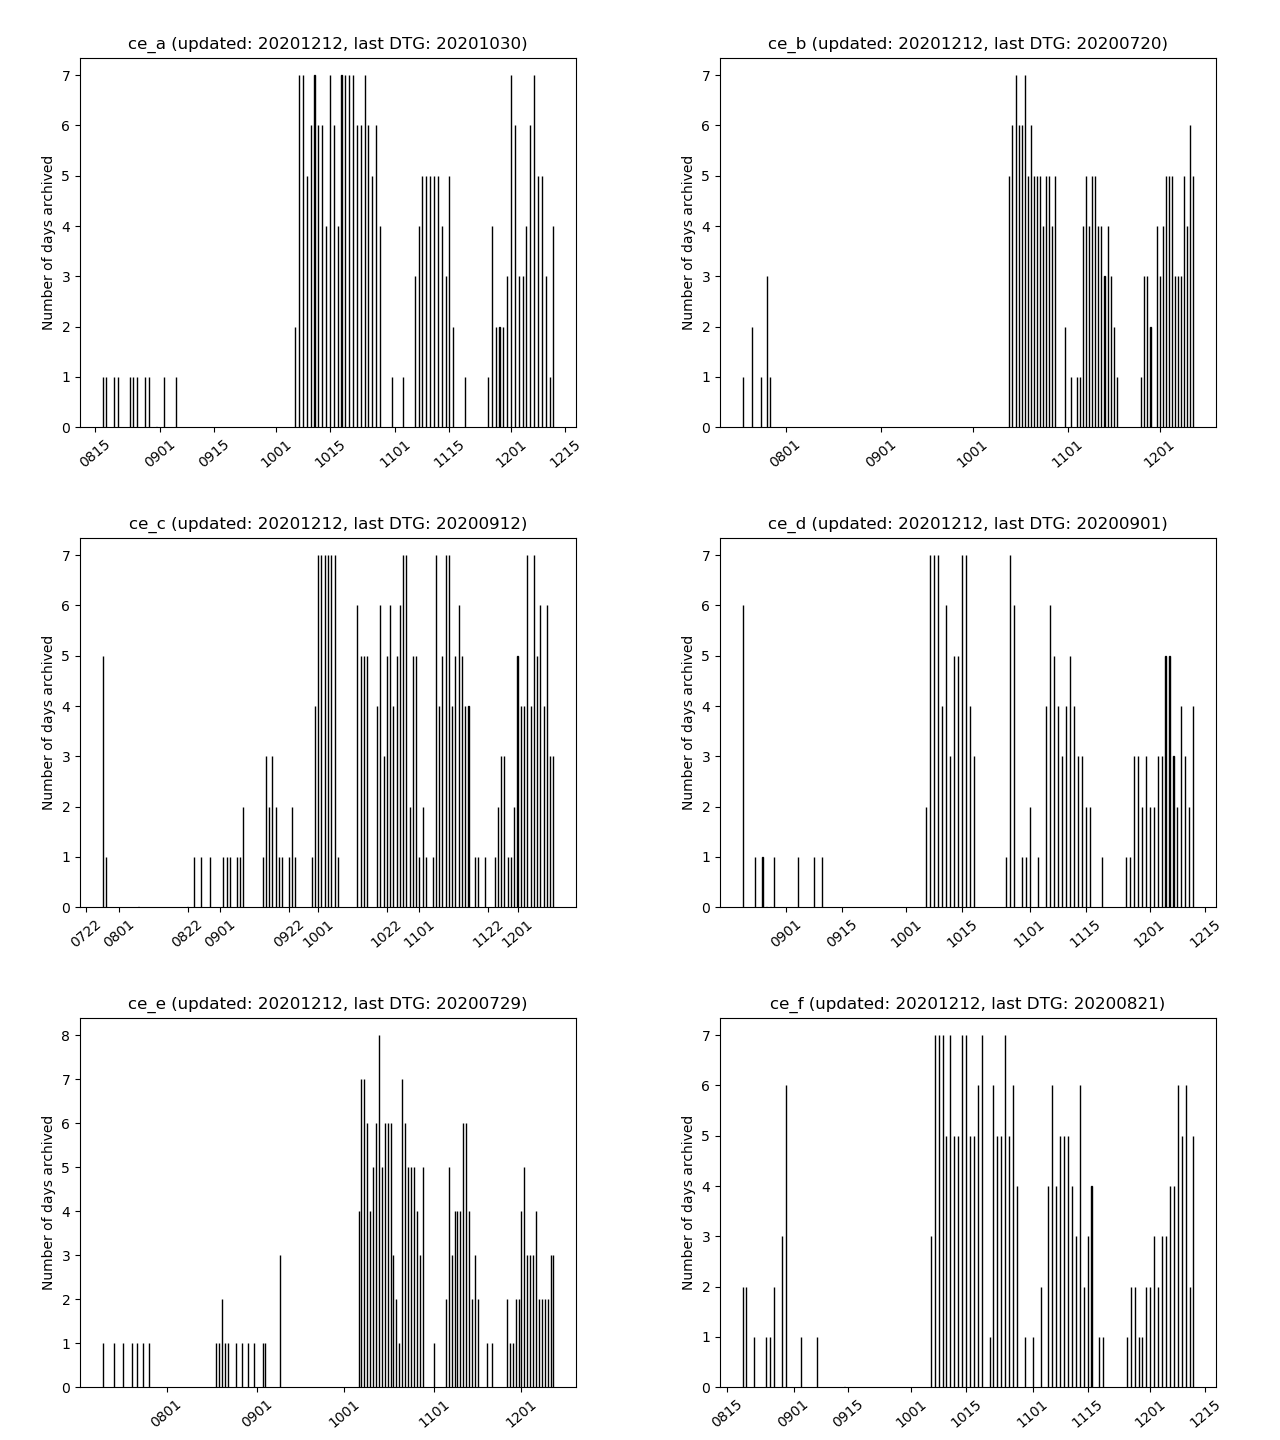 ce_a (updated: 20201212, last DTG: 20201030)
Number of days archived
7
6
5
4
3
2
1
0
0815 0901 0915 1001 1015 1101 1115 1201 1215
ce_b (updated: 20201212, last DTG: 20200720)
Number of days archived
7
6
5
4
3
2
1
0
0801 0901 1001 1101 1201
ce_c (updated: 20201212, last DTG: 20200912)
Number of days archived
7
6
5
4
3
2
1
0
0722 0801 0822 0901 0922 1001 1022 1101 1122 1201
ce_d (updated: 20201212, last DTG: 20200901)
Number of days archived
7
6
5
4
3
2
1
0
0901 0915 1001 1015 1101 1115 1201 1215
ce_e (updated: 20201212, last DTG: 20200729)
Number of days archived
8
7
6
5
4
3
2
1
0
0801 0901 1001 1101 1201
ce_f (updated: 20201212, last DTG: 20200821)
Number of days archived
7
6
5
4
3
2
1
0
0815 0901 0915 1001 1015 1101 1115 1201 1215